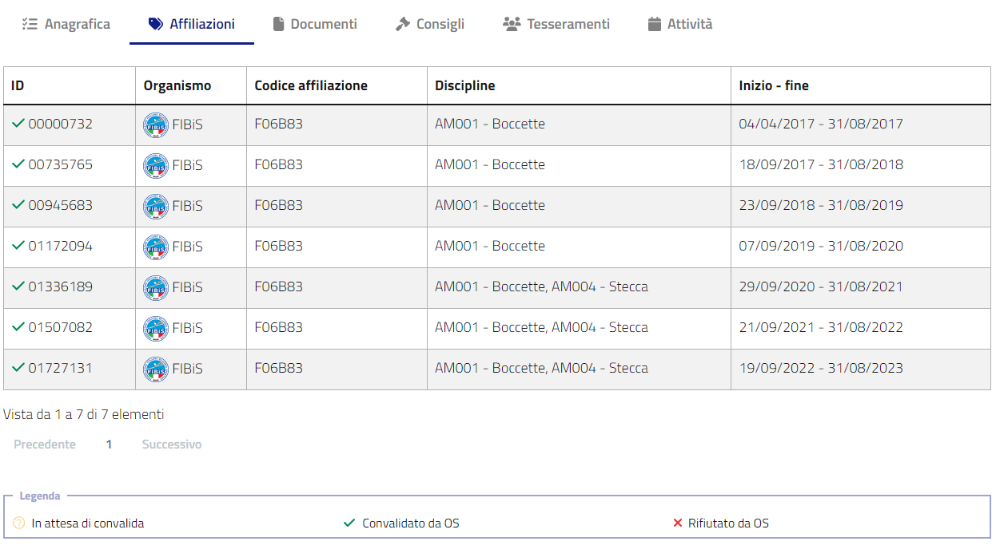 Anagrafica Affiliazioni Documenti Consigli Tesseramenti Attività
ID Organismo Codice affiliazione Discipline Inizio - fine
00000732 FIBiS F06B83 AM001 - Boccette 04/04/2017 - 31/08/2017
00735765 FIBiS F06B83 AM001 - Boccette 18/09/2017 - 31/08/2018
00945683 FIBiS F06B83 AM001 - Boccette 23/09/2018 - 31/08/2019
01172094 FIBiS F06B83 AM001 - Boccette 07/09/2019 - 31/08/2020
01336189 FIBiS F06B83 AM001 - Boccette, AM004 - Stecca 29/09/2020 - 31/08/2021
01507082 FIBiS F06B83 AM001 - Boccette, AM004 - Stecca 21/09/2021 - 31/08/2022
01727131 FIBiS F06B83 AM001 - Boccette, AM004 - Stecca 19/09/2022 - 31/08/2023
Vista da 1 a 7 di 7 elementi
Precedente 1 Successivo
Legenda
In attesa di convalida Convalidato da OS Rifiutato da OS